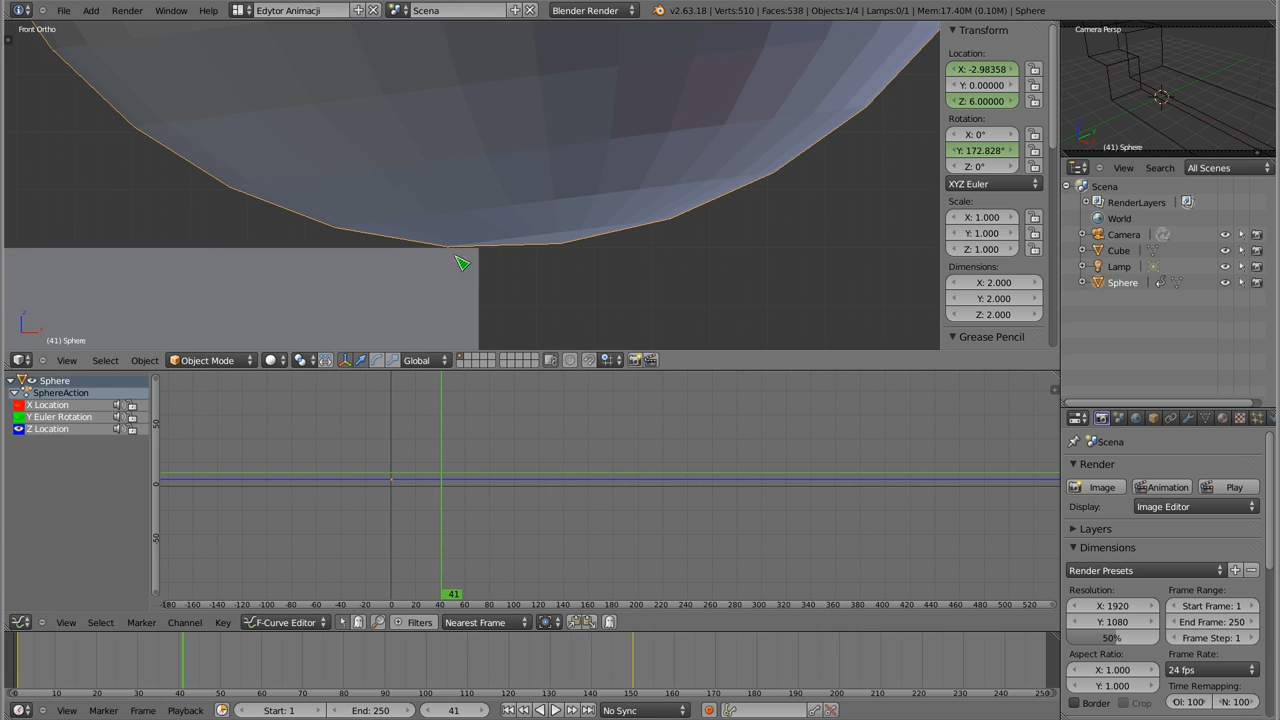 File Add Render Window Help Edytor Animacji Scena Blender Render v2.63.18 | Verts:510 | Faces:538 | Objects:1/4 | Lamps:0/1 | Mem:17.40M (0.10M) | Sphere
Front Ortho
(41) Sphere
Transform
Location:
X: -2.98358
Y: 0.00000
Z: 6.00000
Rotation:
X: 0°
Y: 172.828°
Z: 0°
XYZ Euler
Scale:
X: 1.000
Y: 1.000
Z: 1.000
Dimensions:
X: 2.000
Y: 2.000
Z: 2.000
Grease Pencil
Camera Persp
(41) Sphere
View Search All Scenes
Scena
RenderLayers
World
Camera
Cube
Lamp
Sphere
View Select Object Object Mode Global
Sphere
SphereAction
X Location
Y Euler Rotation
Z Location
50
0
-50
41
-180 -160 -140 -120 -100 -80 -60 -40 -20 0 20 40 60 80 100 120 140 160 180 200 220 240 260 280 300 320 340 360 380 400 420 440 460 480 500 520
View Select Marker Channel Key F-Curve Editor Filters Nearest Frame
0 10 20 30 40 50 60 70 80 90 100 110 120 130 140 150 160 170 180 190 200 210 220 230 240 250
View Marker Frame Playback Start: 1 End: 250 41 No Sync
Scena
Render
Image Animation Play
Display: Image Editor
Layers
Dimensions
Render Presets
Resolution: Frame Range:
X: 1920 Start Frame: 1
Y: 1080 End Frame: 250
50% Frame Step: 1
Aspect Ratio: Frame Rate:
X: 1.000 24 fps
Y: 1.000 Time Remapping:
Border Crop OI: 100 N: 100